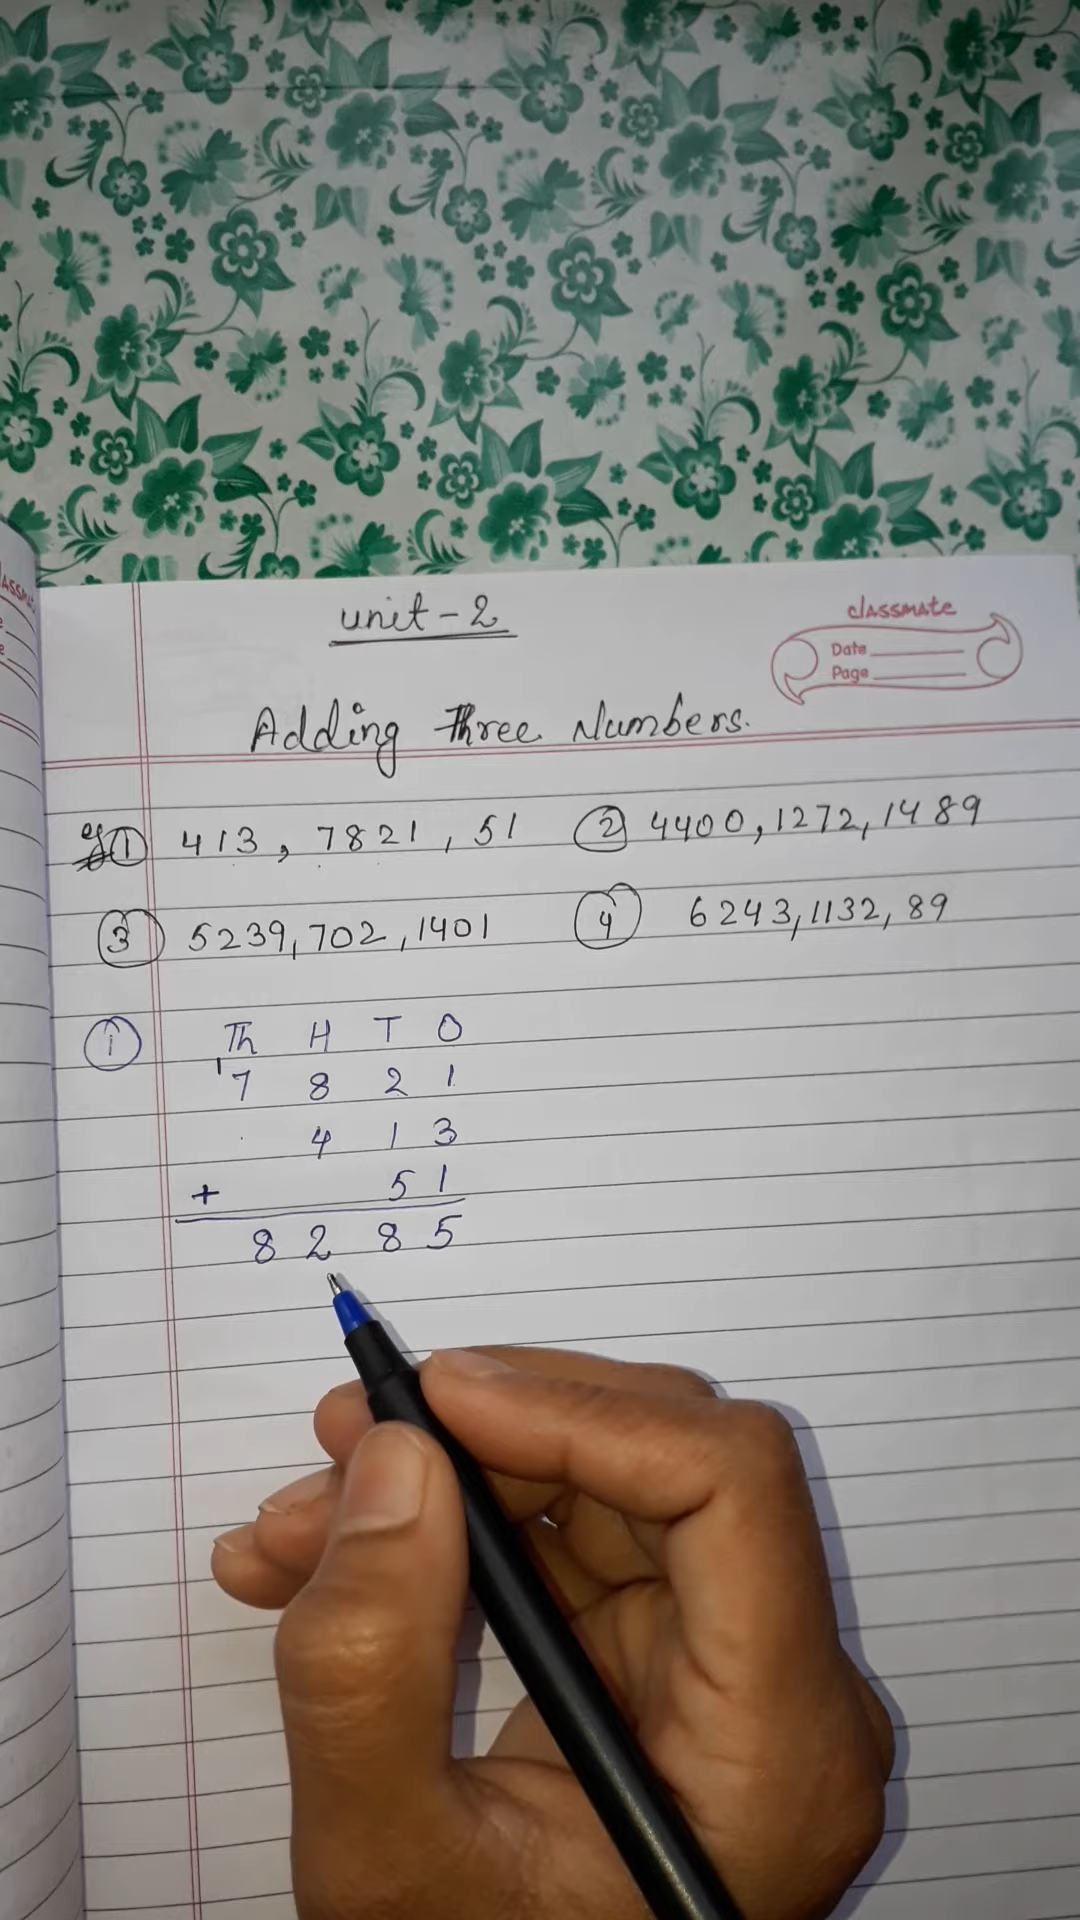 unit - 2
classmate
Date
Page
Adding Three Numbers.
① 413, 7821, 51 ② 4400, 1272, 1489
③ 5239, 702, 1401 ④ 6243, 1132, 89
① Th H T O
1 7 8 2 1
4 1 3
+ 5 1
8 2 8 5